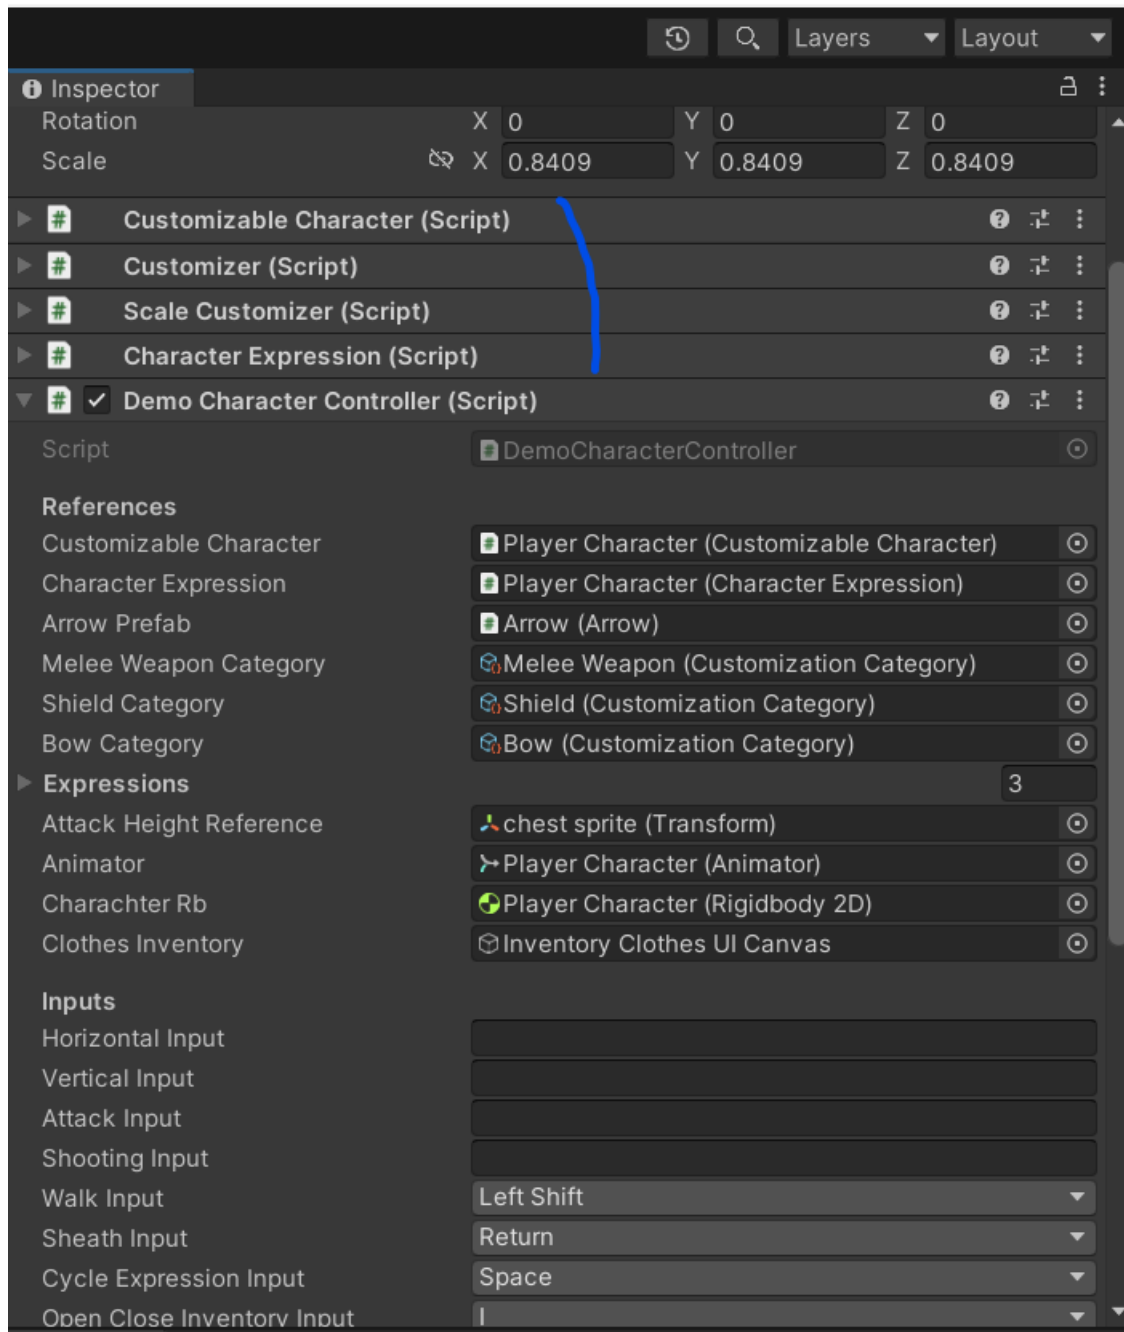 Layers Layout
Inspector
Rotation X 0 Y 0 Z 0
Scale X 0.8409 Y 0.8409 Z 0.8409
# Customizable Character (Script)
# Customizer (Script)
# Scale Customizer (Script)
# Character Expression (Script)
# Demo Character Controller (Script)
Script # DemoCharacterController
References
Customizable Character # Player Character (Customizable Character)
Character Expression # Player Character (Character Expression)
Arrow Prefab # Arrow (Arrow)
Melee Weapon Category Melee Weapon (Customization Category)
Shield Category Shield (Customization Category)
Bow Category Bow (Customization Category)
Expressions 3
Attack Height Reference chest sprite (Transform)
Animator Player Character (Animator)
Charachter Rb Player Character (Rigidbody 2D)
Clothes Inventory Inventory Clothes UI Canvas
Inputs
Horizontal Input
Vertical Input
Attack Input
Shooting Input
Walk Input Left Shift
Sheath Input Return
Cycle Expression Input Space
Open Close Inventory Input I